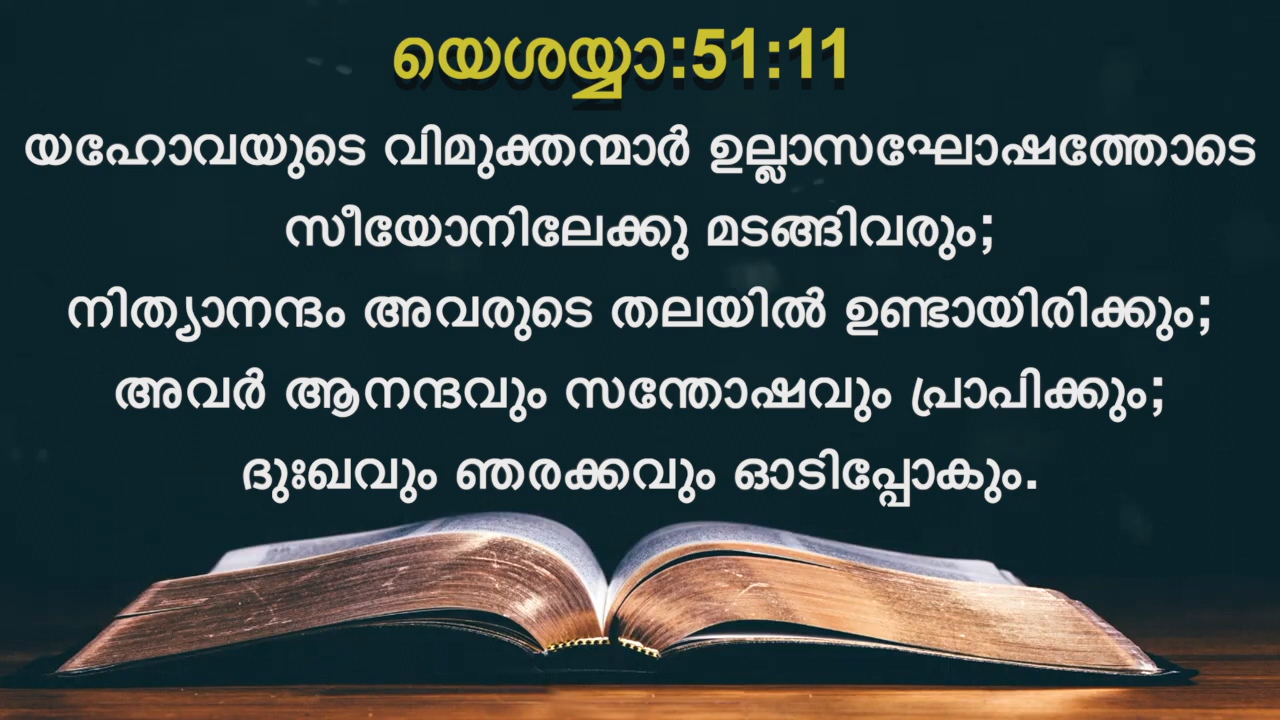 യെശയ്യാ:51:11
യഹോവയുടെ വിമുക്തന്മാർ ഉല്ലാസഘോഷത്തോടെ
സീയോനിലേക്കു മടങ്ങിവരും;
നിത്യാനന്ദം അവരുടെ തലയിൽ ഉണ്ടായിരിക്കും;
അവർ ആനന്ദവും സന്തോഷവും പ്രാപിക്കും;
ദുഃഖവും ഞരക്കവും ഓടിപ്പോകും.